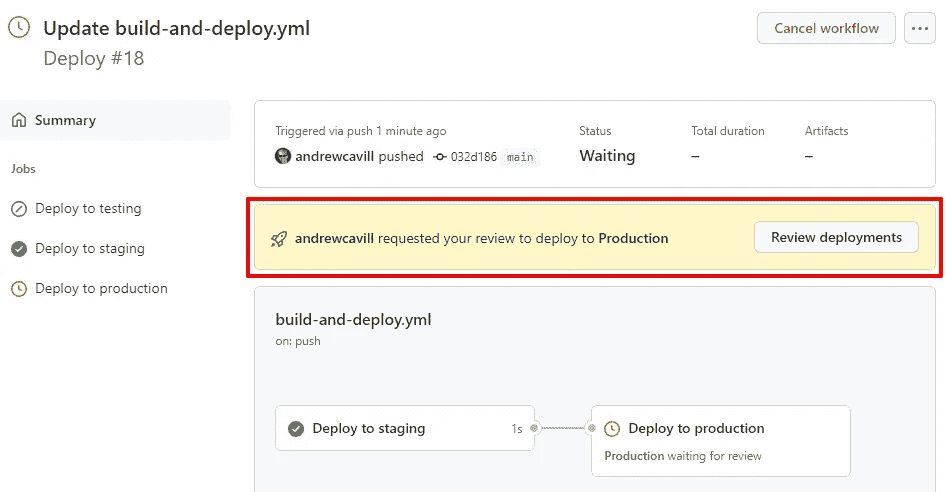 Update build-and-deploy.yml
Deploy #18
Cancel workflow
Summary
Jobs
Deploy to testing
Deploy to staging
Deploy to production
Triggered via push 1 minute ago
andrewcavill pushed 032d186 main
Status
Waiting
Total duration
–
Artifacts
–
andrewcavill requested your review to deploy to Production
Review deployments
build-and-deploy.yml
on: push
Deploy to staging 1s
Deploy to production
Production waiting for review